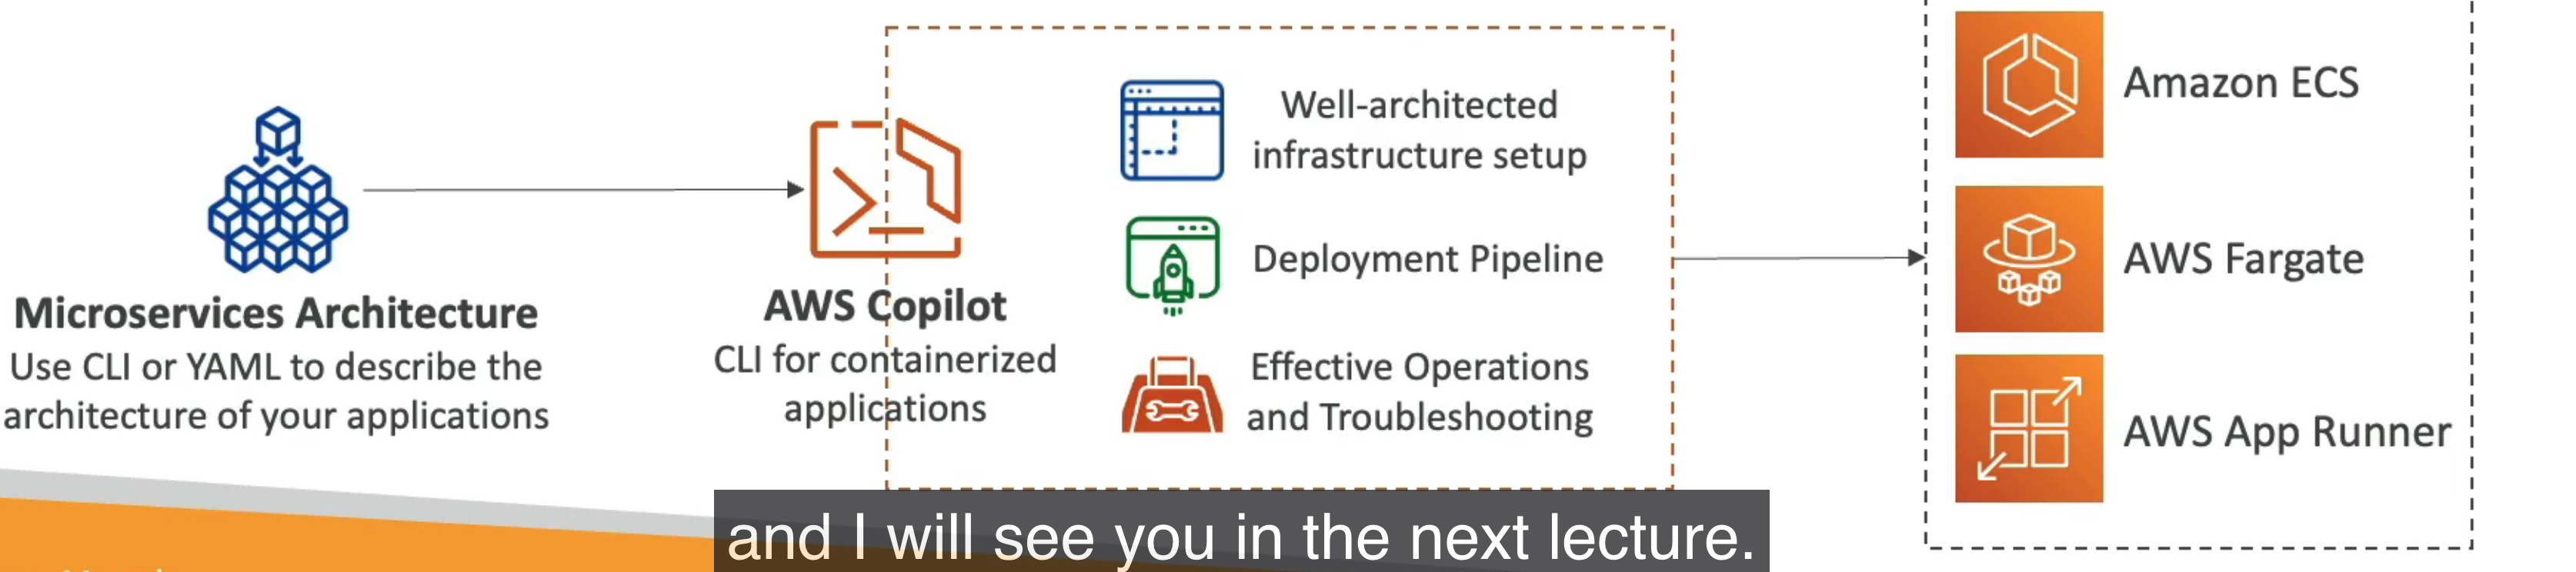 Microservices Architecture
Use CLI or YAML to describe the
architecture of your applications
AWS Copilot
CLI for containerized
applications
Well-architected
infrastructure setup
Deployment Pipeline
Effective Operations
and Troubleshooting
Amazon ECS
AWS Fargate
AWS App Runner
and I will see you in the next lecture.